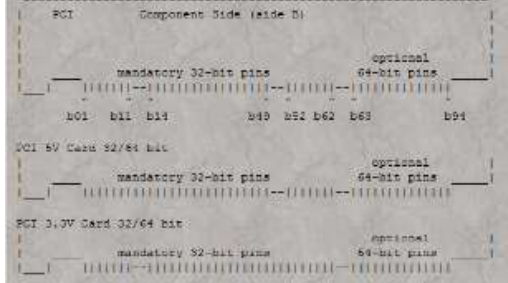 PCI Component Side (side B)
optional
mandatory 32-bit pins 64-bit pins
b01 b11 b14 b49 b52 b62 b63 b94
PCI 5V Card 32/64 bit
optional
mandatory 32-bit pins 64-bit pins
PCI 3.3V Card 32/64 bit
optional
mandatory 32-bit pins 64-bit pins